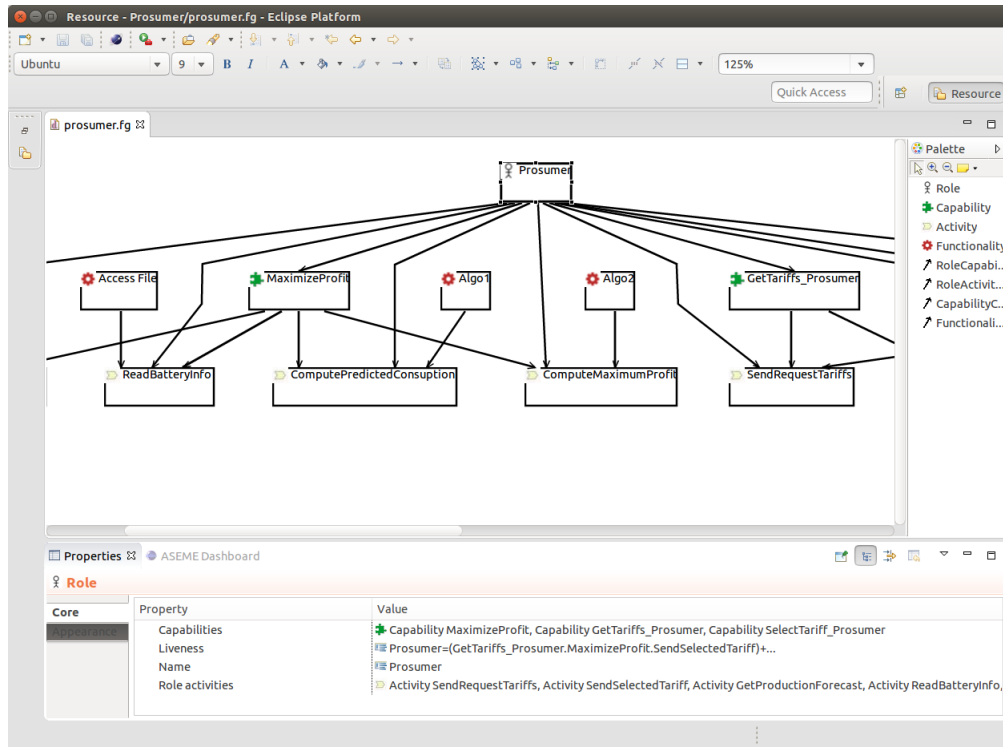 Resource - Prosumer/prosumer.fg - Eclipse Platform
Ubuntu 9 B I A 125%
Quick Access Resource
prosumer.fg
Palette
Prosumer
Role
Capability
Activity
Functionality
RoleCapabi...
RoleActivit...
CapabilityC...
Functionali...
Access File MaximizeProfit Algo1 Algo2 GetTariffs_Prosumer
ReadBatteryInfo ComputePredictedConsuption ComputeMaximumProfit SendRequestTariffs
Properties ASEME Dashboard
Role
Core
Appearance
Property Value
Capabilities Capability MaximizeProfit, Capability GetTariffs_Prosumer, Capability SelectTariff_Prosumer
Liveness Prosumer=(GetTariffs_Prosumer.MaximizeProfit.SendSelectedTariff)+...
Name Prosumer
Role activities Activity SendRequestTariffs, Activity SendSelectedTariff, Activity GetProductionForecast, Activity ReadBatteryInfo,